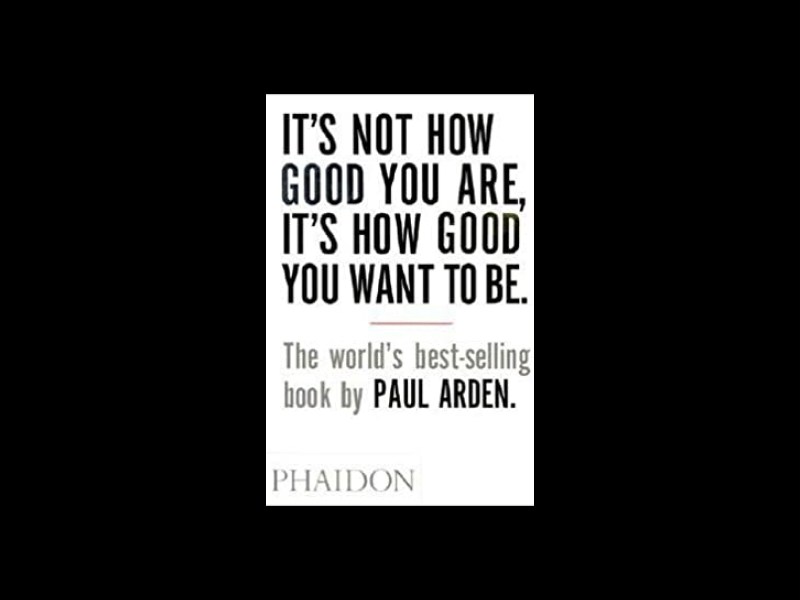 IT'S NOT HOW
GOOD YOU ARE,
IT'S HOW GOOD
YOU WANT TO BE.
The world's best-selling
book by PAUL ARDEN.
PHAIDON